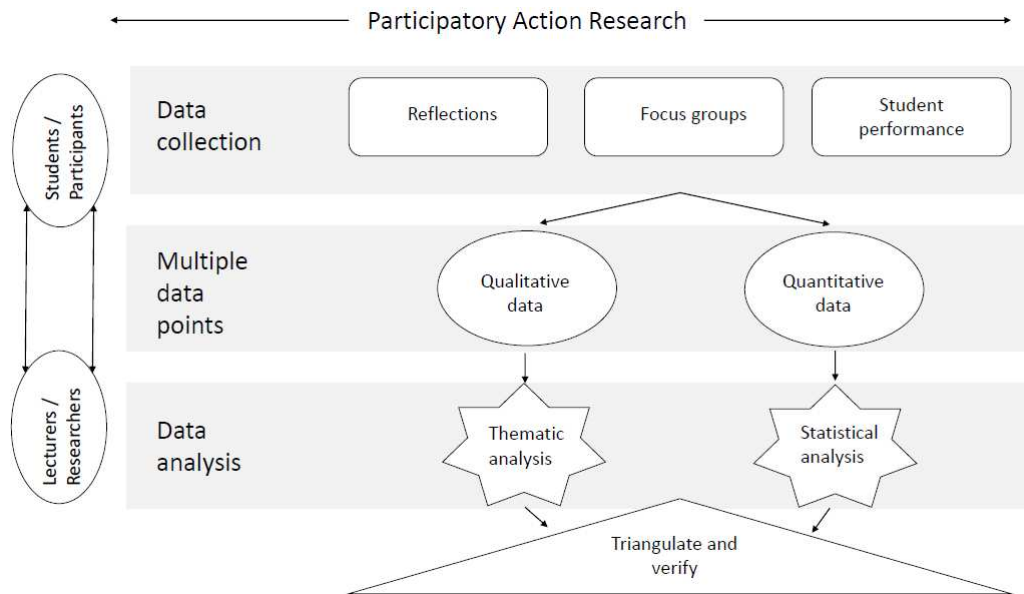 Participatory Action Research
Students /
Participants
Data
collection
Reflections
Focus groups
Student
performance
Multiple
data
points
Qualitative
data
Quantitative
data
Lecturers /
Researchers
Data
analysis
Thematic
analysis
Statistical
analysis
Triangulate and
verify